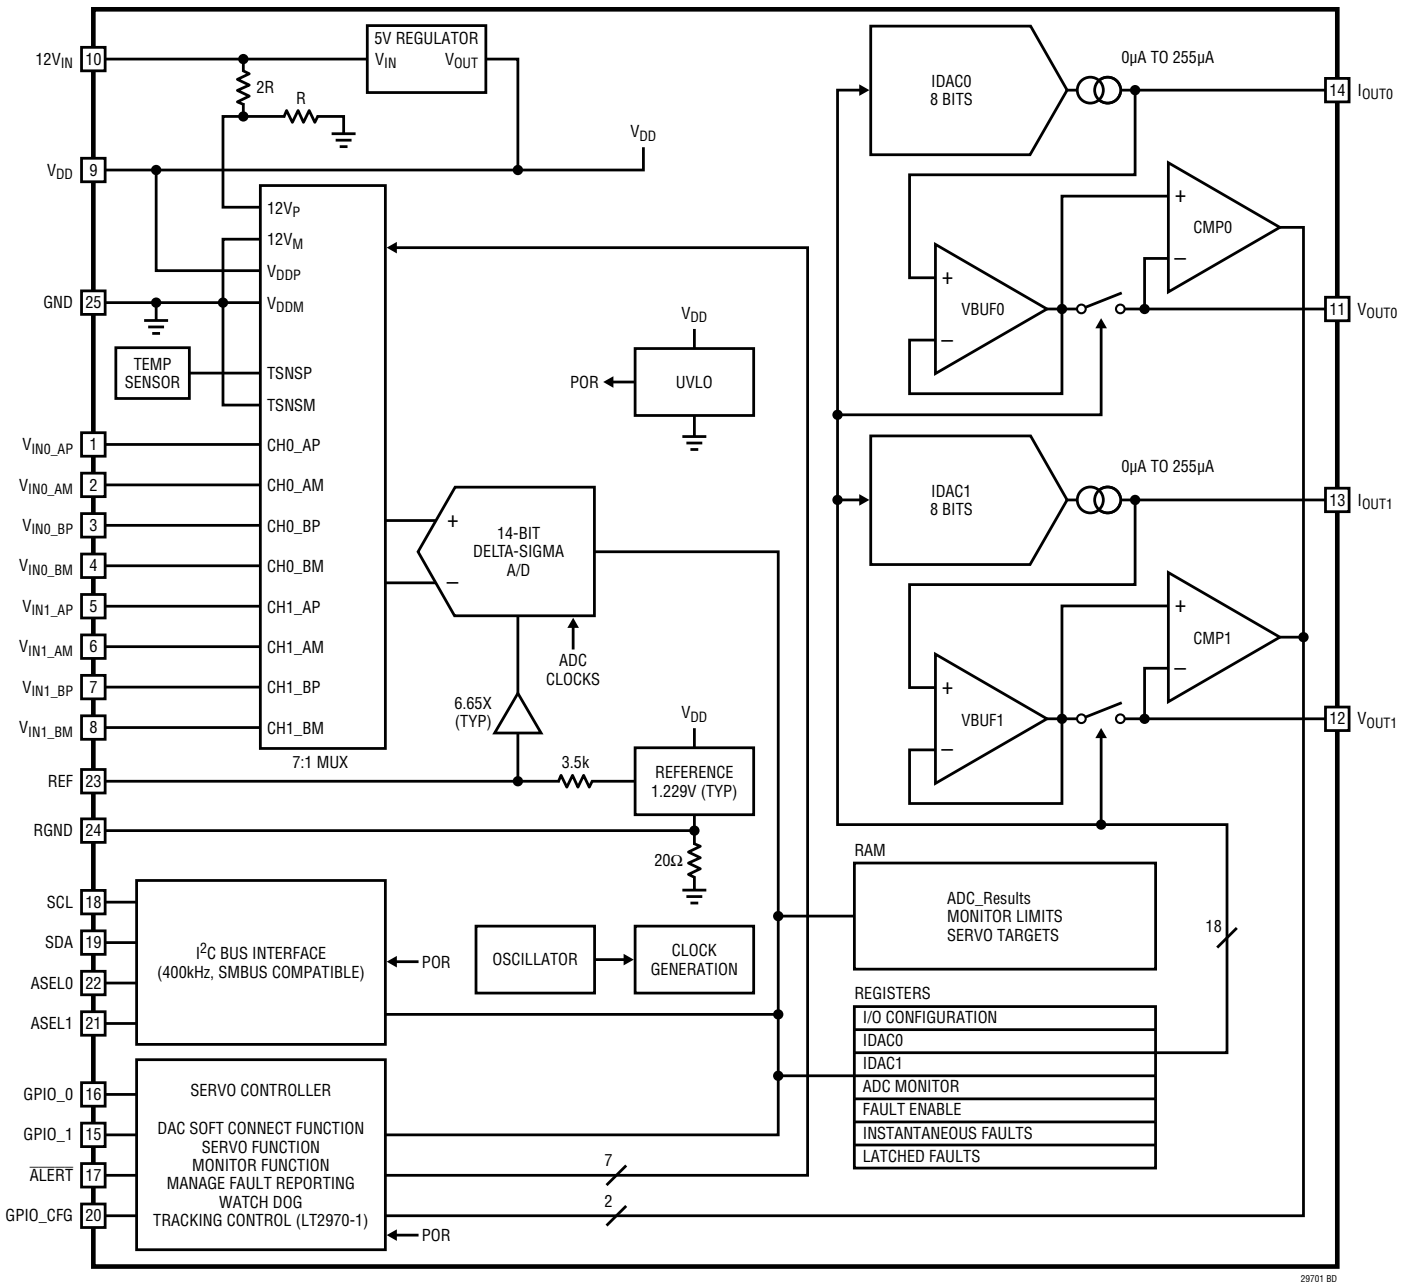 12VIN
10
5V REGULATOR
VIN
VOUT
2R
R
VDD
9
VDD
12VP
12VM
VDDP
GND
25
VDDM
TEMP
SENSOR
TSNSP
TSNSM
VIN0_AP
1
CH0_AP
VIN0_AM
2
CH0_AM
VIN0_BP
3
CH0_BP
VIN0_BM
4
CH0_BM
VIN1_AP
5
CH1_AP
VIN1_AM
6
CH1_AM
VIN1_BP
7
CH1_BP
VIN1_BM
8
CH1_BM
7:1 MUX
VDD
POR
UVLO
+
–
14-BIT
DELTA-SIGMA
A/D
ADC
CLOCKS
6.65X
(TYP)
REF
23
3.5k
VDD
REFERENCE
1.229V (TYP)
RGND
24
20Ω
IDAC0
8 BITS
0µA TO 255µA
14
IOUT0
+
CMP0
–
+
VBUF0
–
11
VOUT0
IDAC1
8 BITS
0µA TO 255µA
13
IOUT1
+
CMP1
–
+
VBUF1
–
12
VOUT1
SCL
18
SDA
19
ASEL0
22
ASEL1
21
I2C BUS INTERFACE
(400kHz, SMBUS COMPATIBLE)
POR
OSCILLATOR
CLOCK
GENERATION
RAM
ADC_Results
MONITOR LIMITS
SERVO TARGETS
18
REGISTERS
I/O CONFIGURATION
IDAC0
IDAC1
ADC MONITOR
FAULT ENABLE
INSTANTANEOUS FAULTS
LATCHED FAULTS
GPIO_0
16
GPIO_1
15
ALERT
17
GPIO_CFG
20
SERVO CONTROLLER
DAC SOFT CONNECT FUNCTION
SERVO FUNCTION
MONITOR FUNCTION
MANAGE FAULT REPORTING
WATCH DOG
TRACKING CONTROL (LT2970-1)
7
2
POR
29701 BD